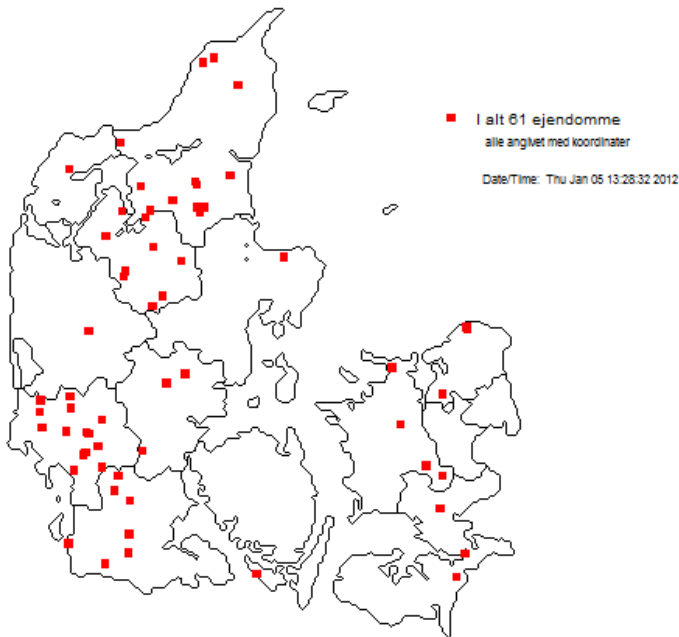 I alt 61 ejendomme
alle angivet med koordinater
Date/Time: Thu Jan 05 13:28:32 2012